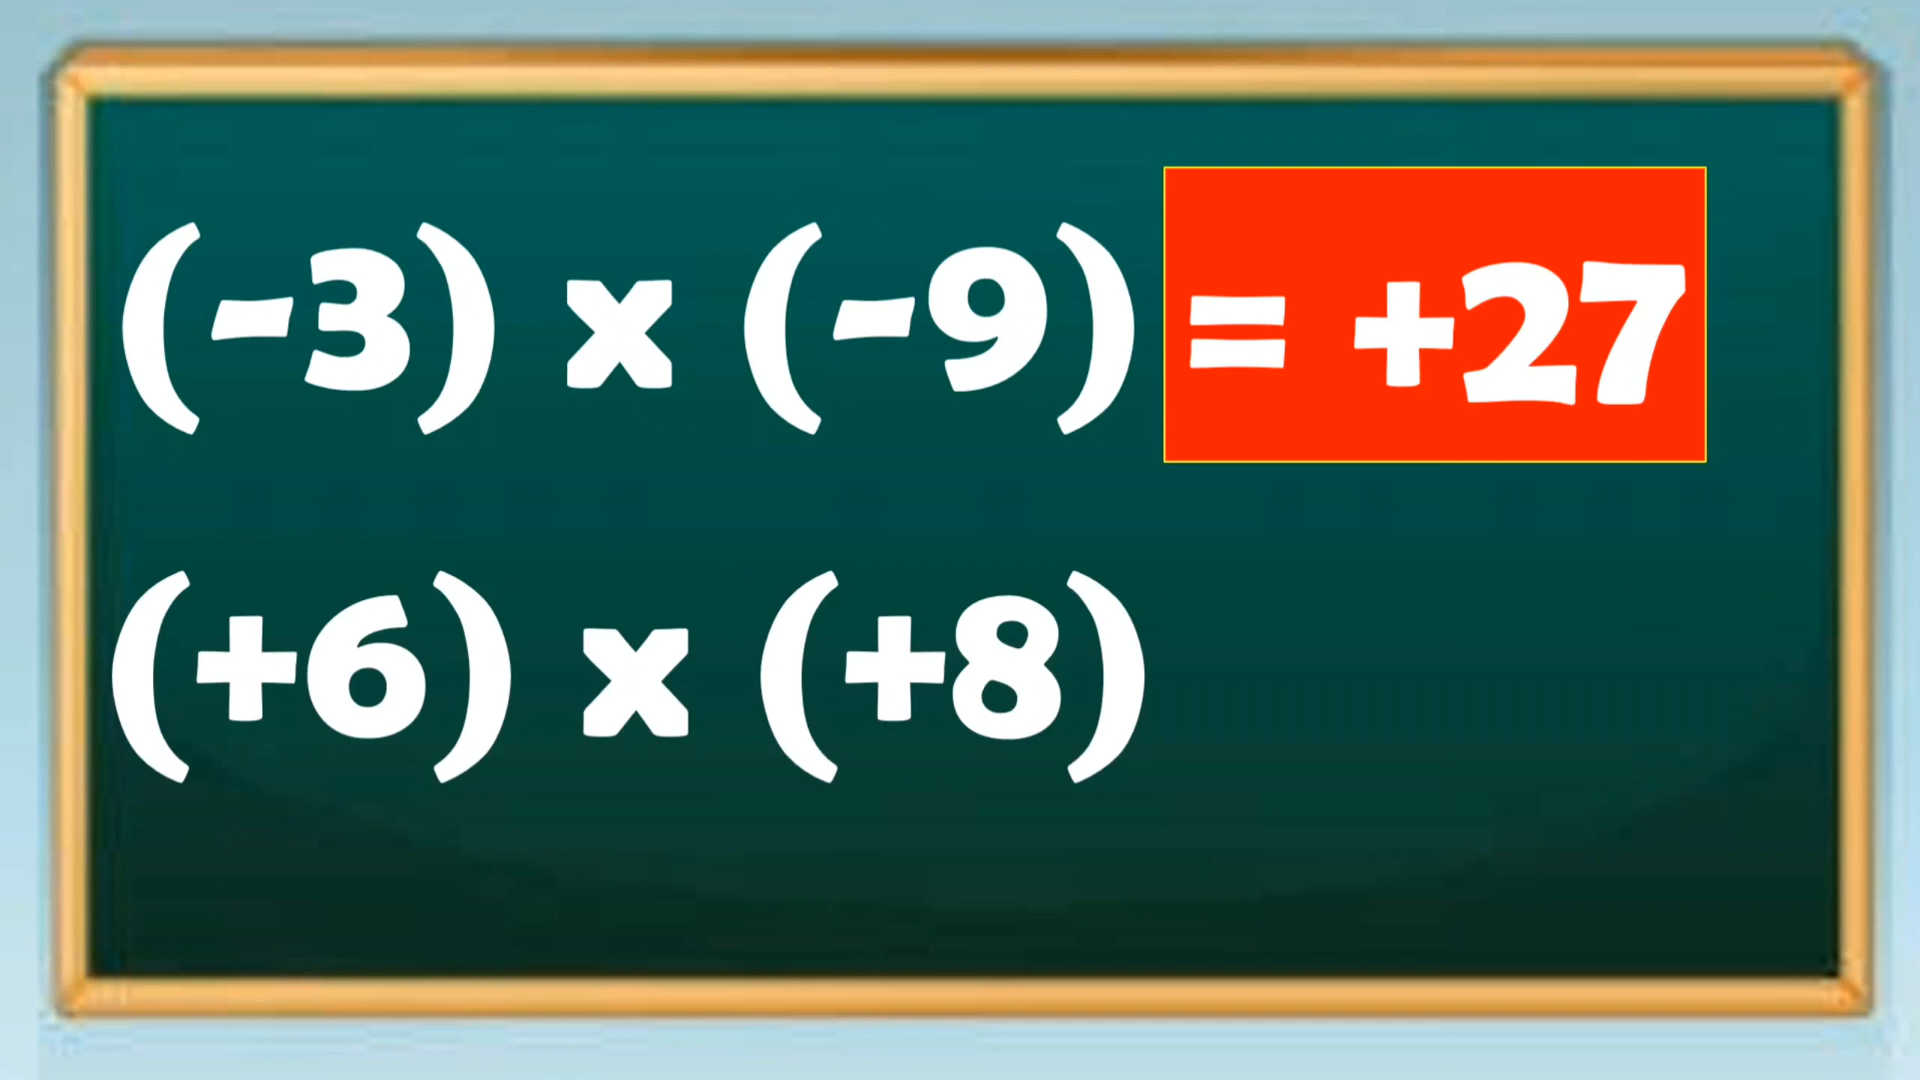 (-3) x (-9) = +27
(+6) x (+8)